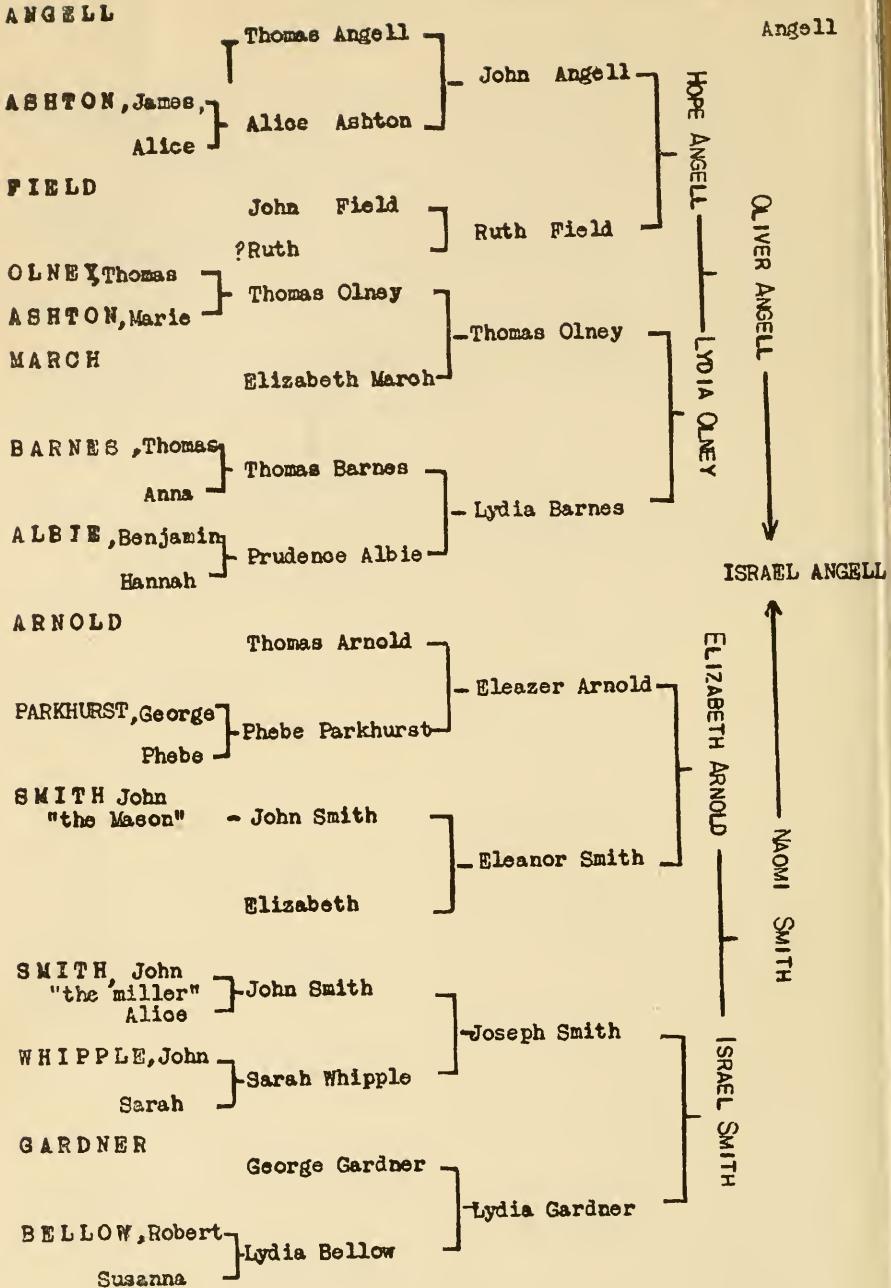 ANGELL
Angell
Thomas Angell
John Angell
ASHTON, James,
Alice Ashton
Alice
HOPE ANGELL
FIELD
John Field
Ruth Field
?Ruth
OLIVER ANGELL
OLNEY, Thomas
Thomas Olney
ASHTON, Marie
Thomas Olney
MARCH
Elizabeth March
LYDIA OLNEY
BARNES, Thomas
Thomas Barnes
Anna
Lydia Barnes
ALBIE, Benjamin
Prudence Albie
Hannah
ISRAEL ANGELL
ARNOLD
Thomas Arnold
Eleazer Arnold
ELIZABETH ARNOLD
PARKHURST, George
Phebe Parkhurst
Phebe
SMITH John
"the Mason"
John Smith
Eleanor Smith
NAOMI SMITH
Elizabeth
SMITH, John
"the miller"
John Smith
Alice
Joseph Smith
WHIPPLE, John
Sarah Whipple
Sarah
ISRAEL SMITH
GARDNER
George Gardner
Lydia Gardner
BELLOW, Robert
Lydia Bellow
Susanna